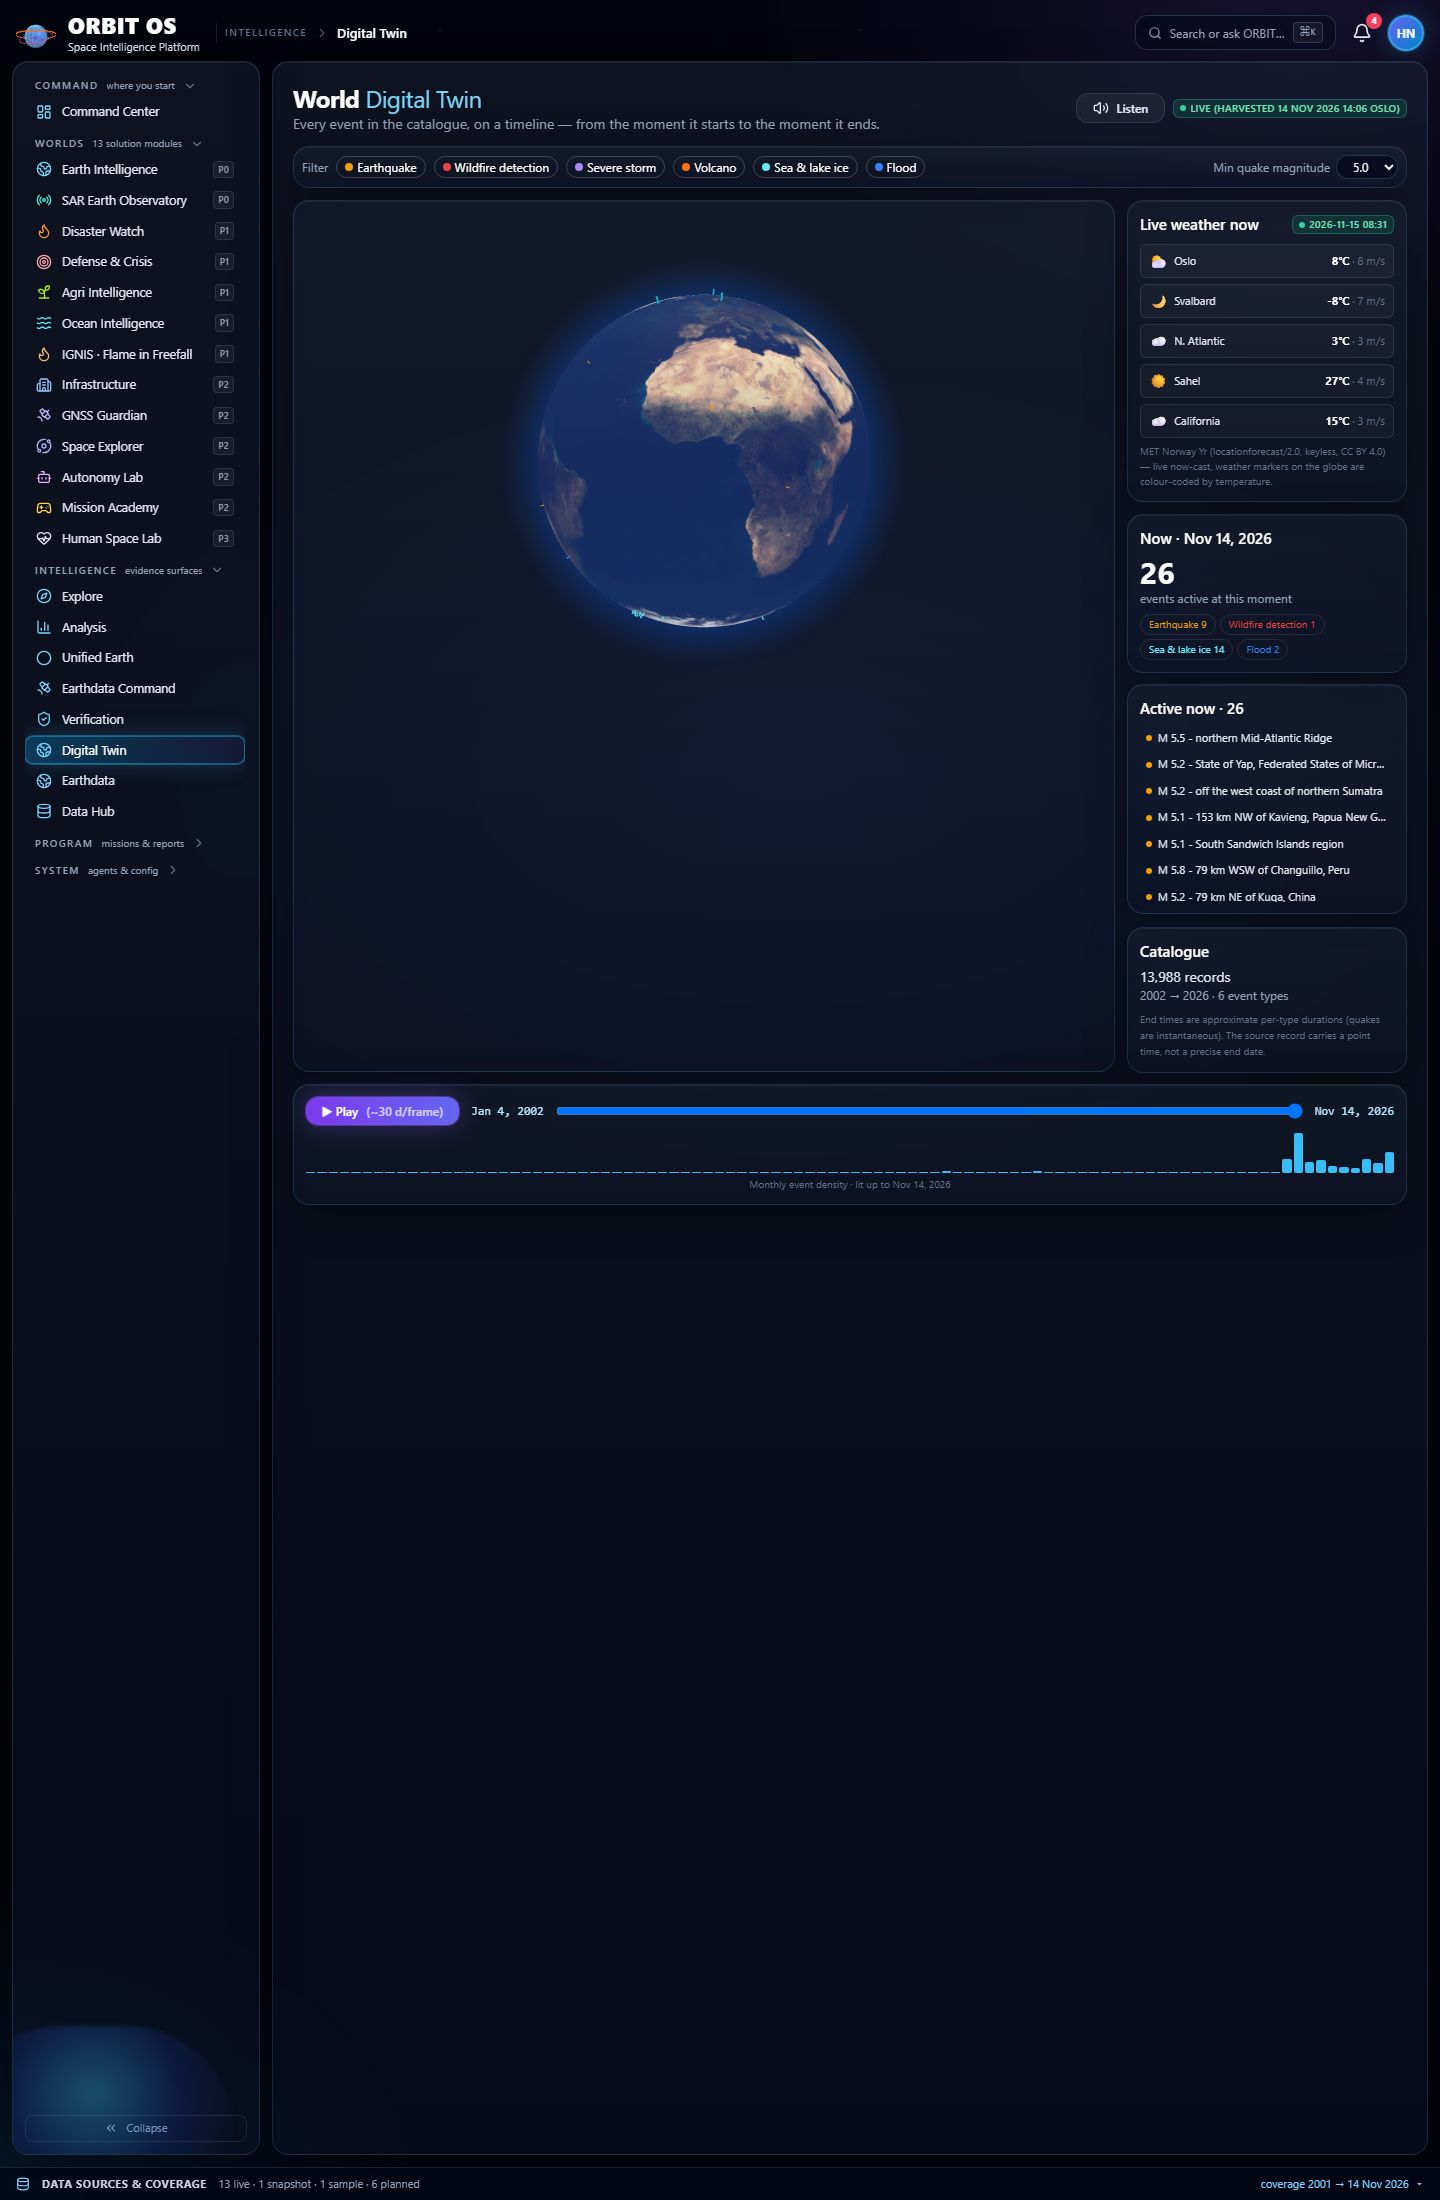 ORBIT OS
Space Intelligence Platform
INTELLIGENCE > Digital Twin
Search or ask ORBIT... ⌘K
4
HN
COMMAND where you start
Command Center
WORLDS 13 solution modules
Earth Intelligence P0
SAR Earth Observatory P0
Disaster Watch P1
Defense & Crisis P1
Agri Intelligence P1
Ocean Intelligence P1
IGNIS · Flame in Freefall P1
Infrastructure P2
GNSS Guardian P2
Space Explorer P2
Autonomy Lab P2
Mission Academy P2
Human Space Lab P3
INTELLIGENCE evidence surfaces
Explore
Analysis
Unified Earth
Earthdata Command
Verification
Digital Twin
Earthdata
Data Hub
PROGRAM missions & reports
SYSTEM agents & config
Collapse
World Digital Twin
Every event in the catalogue, on a timeline — from the moment it starts to the moment it ends.
Listen
LIVE (HARVESTED 14 NOV 2026 14:06 OSLO)
Filter Earthquake Wildfire detection Severe storm Volcano Sea & lake ice Flood
Min quake magnitude 5.0
Live weather now 2026-11-15 08:31
Oslo 8°C · 8 m/s
Svalbard -8°C · 7 m/s
N. Atlantic 3°C · 3 m/s
Sahel 27°C · 4 m/s
California 15°C · 3 m/s
MET Norway Yr (locationforecast/2.0, keyless, CC BY 4.0)
— live now-cast, weather markers on the globe are
colour-coded by temperature.
Now · Nov 14, 2026
26
events active at this moment
Earthquake 9 Wildfire detection 1
Sea & lake ice 14 Flood 2
Active now · 26
M 5.5 - northern Mid-Atlantic Ridge
M 5.2 - State of Yap, Federated States of Micr...
M 5.2 - off the west coast of northern Sumatra
M 5.1 - 153 km NW of Kavieng, Papua New G...
M 5.1 - South Sandwich Islands region
M 5.8 - 79 km WSW of Changuillo, Peru
M 5.2 - 79 km NE of Kuqa, China
Catalogue
13,988 records
2002 → 2026 · 6 event types
End times are approximate per-type durations (quakes
are instantaneous). The source record carries a point
time, not a precise end date.
Play (~30 d/frame) Jan 4, 2002 Nov 14, 2026
Monthly event density · lit up to Nov 14, 2026
DATA SOURCES & COVERAGE 13 live · 1 snapshot · 1 sample · 6 planned
coverage 2001 → 14 Nov 2026